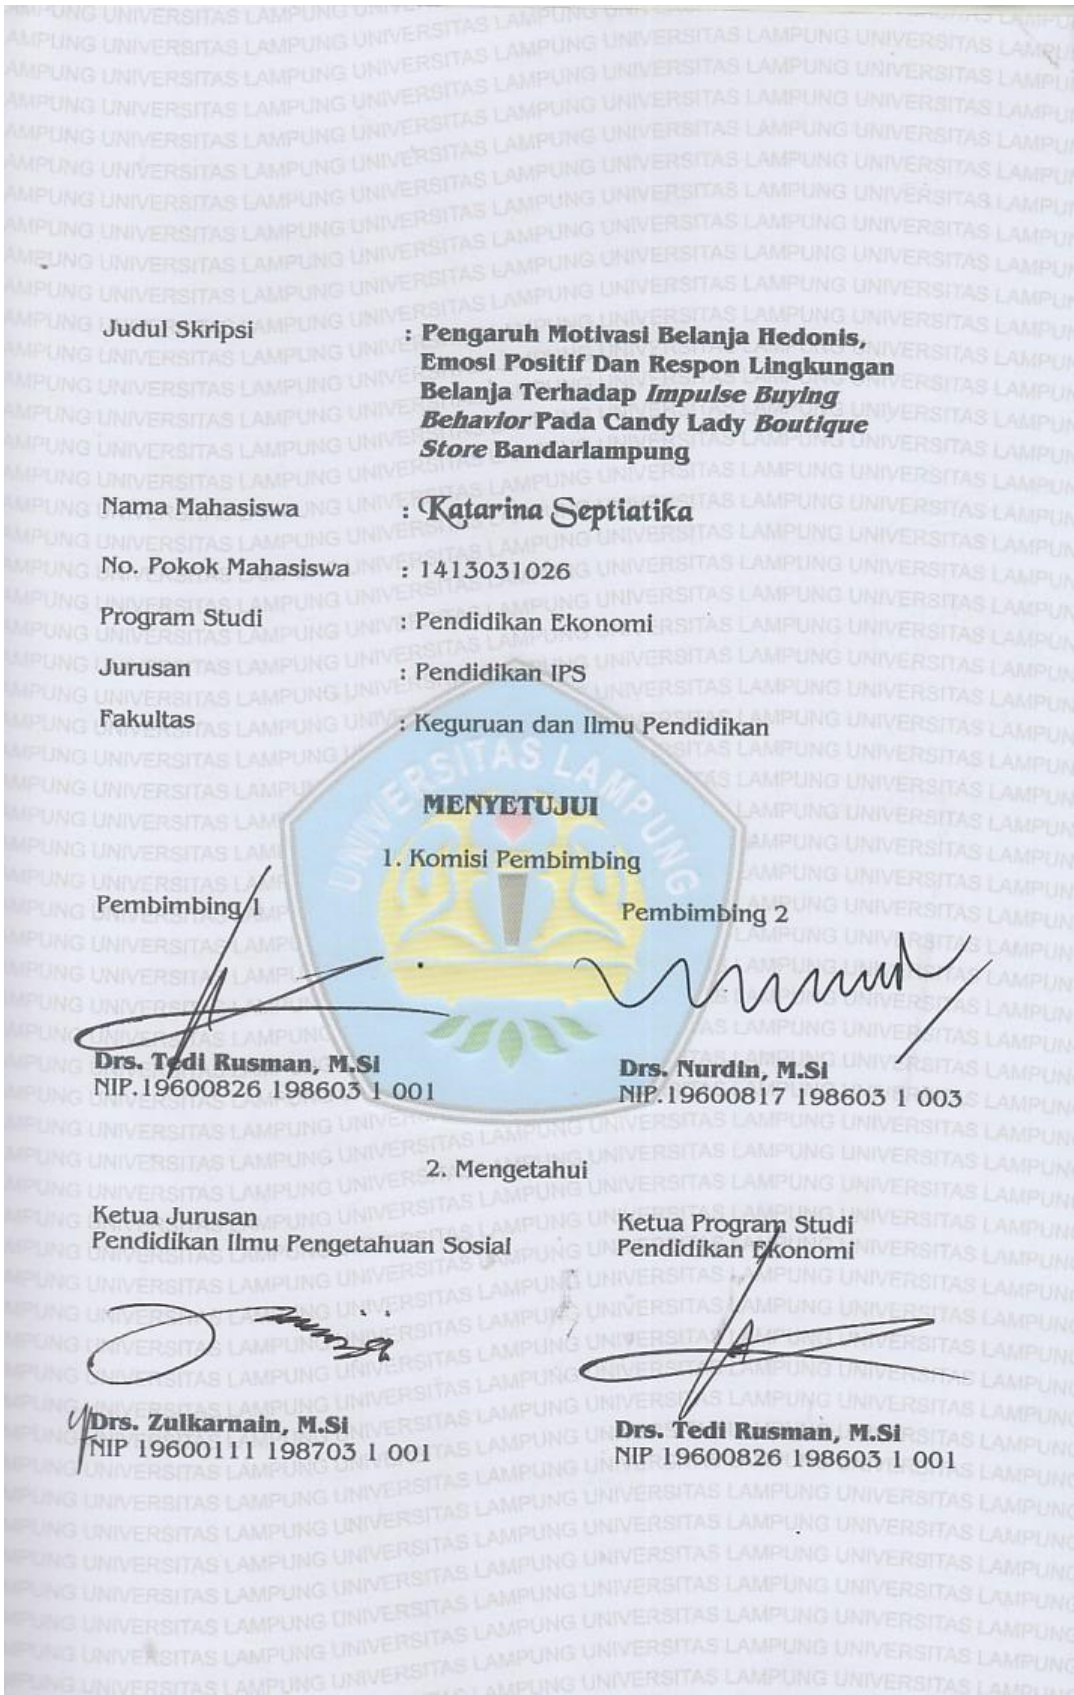 Judul Skripsi : Pengaruh Motivasi Belanja Hedonis,
Emosi Positif Dan Respon Lingkungan
Belanja Terhadap Impulse Buying
Behavior Pada Candy Lady Boutique
Store Bandarlampung
Nama Mahasiswa : Katarina Septiatika
No. Pokok Mahasiswa : 1413031026
Program Studi : Pendidikan Ekonomi
Jurusan : Pendidikan IPS
Fakultas : Keguruan dan Ilmu Pendidikan
UNIVERSITAS LAMPUNG
MENYETUJUI
1. Komisi Pembimbing
Pembimbing 1
Pembimbing 2
Drs. Tedi Rusman, M.Si
NIP.19600826 198603 1 001
Drs. Nurdin, M.Si
NIP.19600817 198603 1 003
2. Mengetahui
Ketua Jurusan
Pendidikan Ilmu Pengetahuan Sosial
Ketua Program Studi
Pendidikan Ekonomi
Drs. Zulkarnain, M.Si
NIP 19600111 198703 1 001
Drs. Tedi Rusman, M.Si
NIP 19600826 198603 1 001